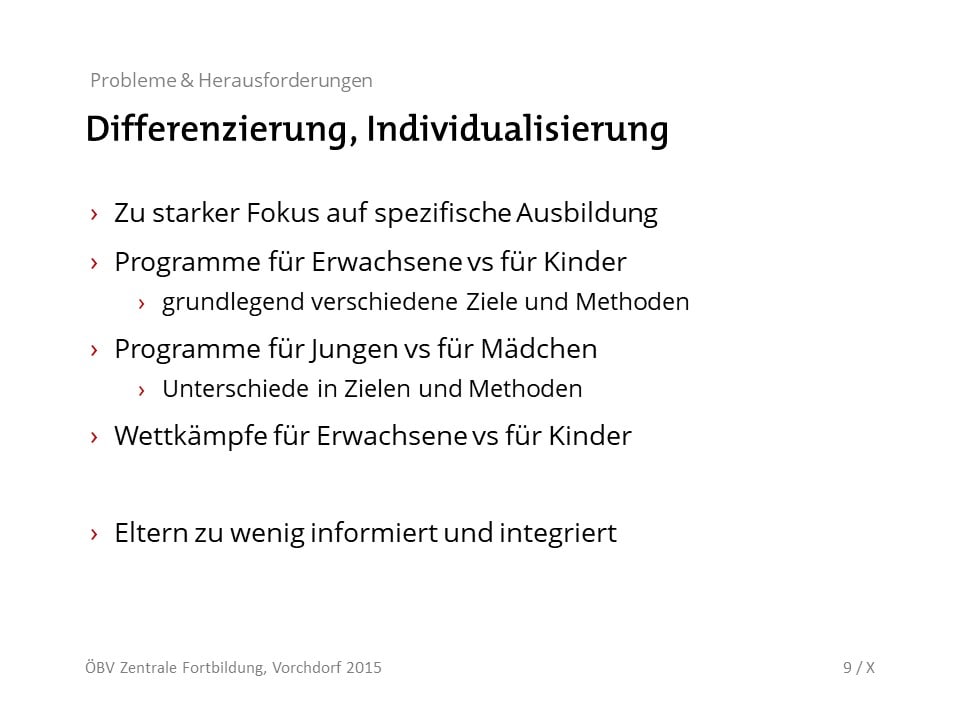 Probleme & Herausforderungen
Differenzierung, Individualisierung
› Zu starker Fokus auf spezifische Ausbildung
› Programme für Erwachsene vs für Kinder
› grundlegend verschiedene Ziele und Methoden
› Programme für Jungen vs für Mädchen
› Unterschiede in Zielen und Methoden
› Wettkämpfe für Erwachsene vs für Kinder
› Eltern zu wenig informiert und integriert
ÖBV Zentrale Fortbildung, Vorchdorf 2015 9 / X